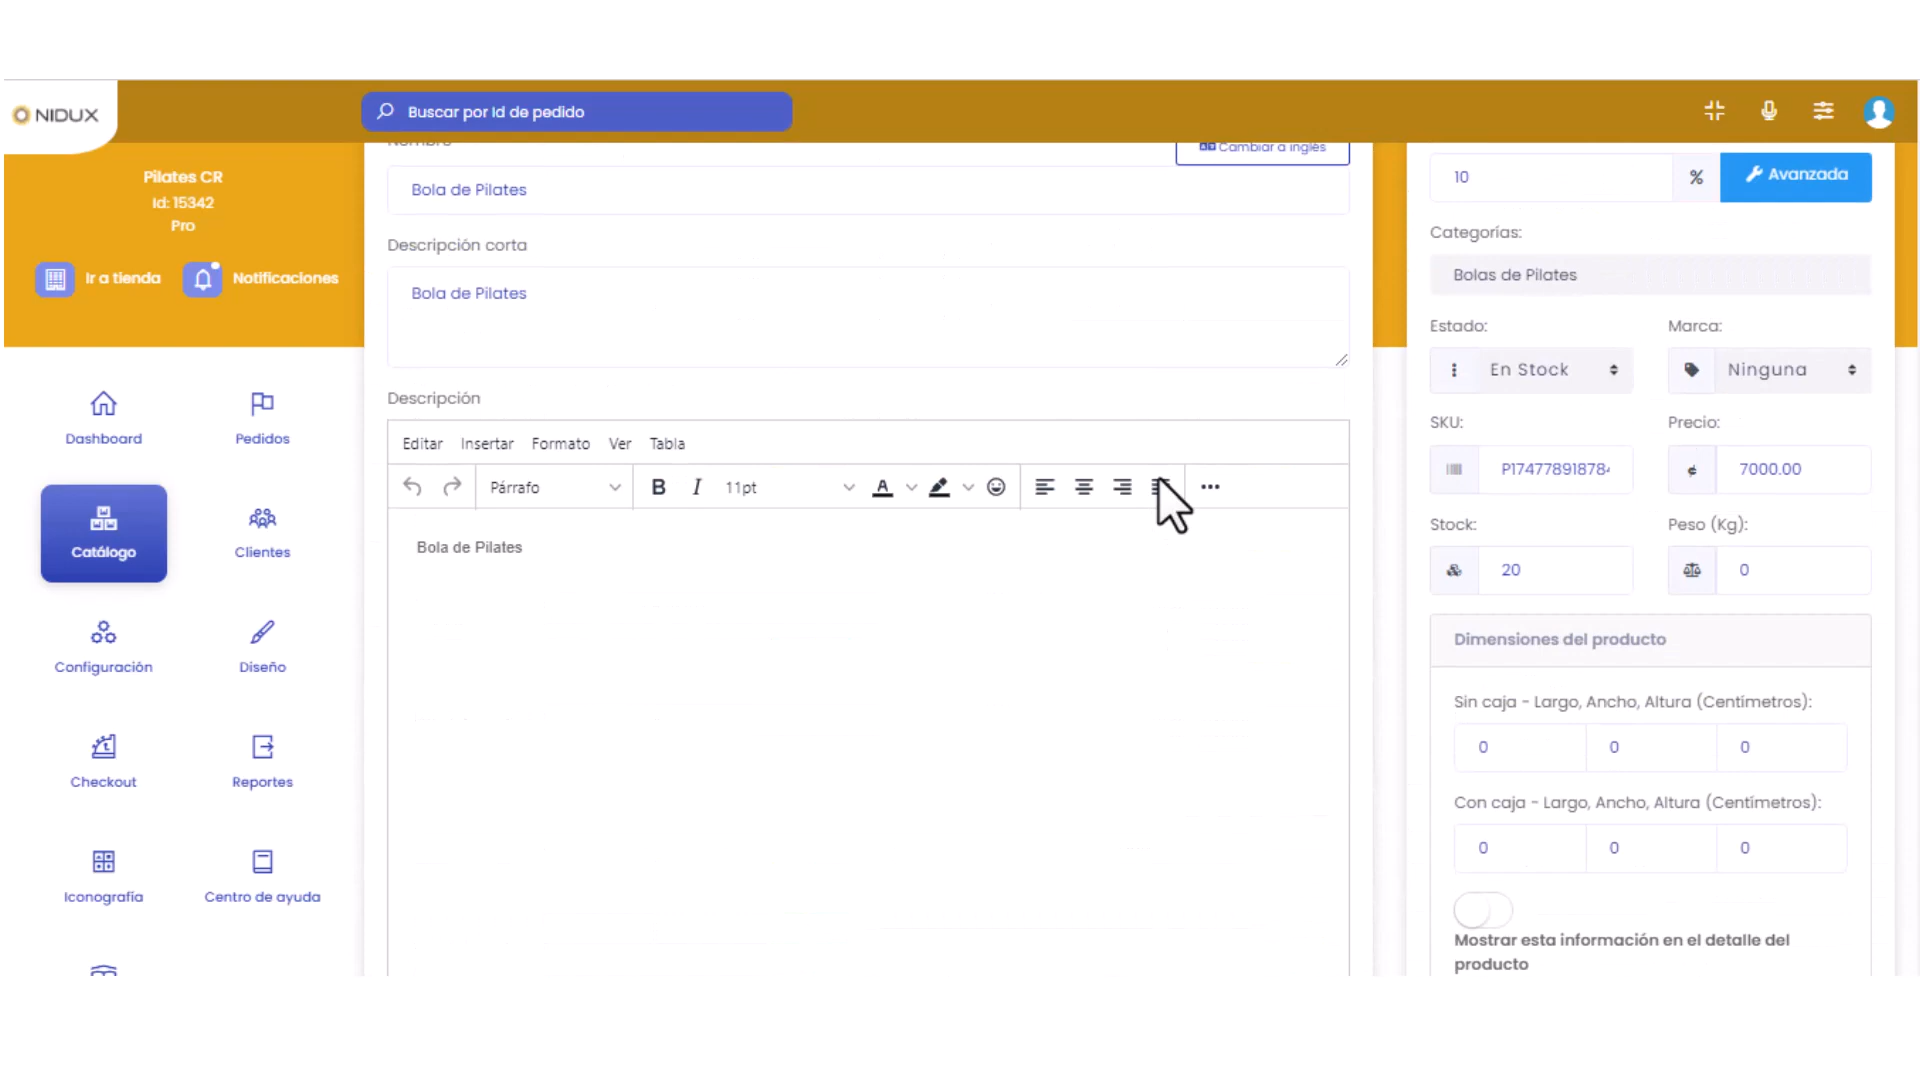 NIDUX
Buscar por Id de pedido
Pilates CR
Id: 15342
Pro
Ir a tienda
Notificaciones
Dashboard
Pedidos
Catálogo
Clientes
Configuración
Diseño
Checkout
Reportes
Iconografía
Centro de ayuda
Nombre
Cambiar a inglés
Bola de Pilates
Descripción corta
Bola de Pilates
Descripción
Editar Insertar Formato Ver Tabla
Párrafo B I 11pt A
Bola de Pilates
10 % Avanzada
Categorías:
Bolas de Pilates
Estado: Marca:
En Stock Ninguna
SKU: Precio:
P174778918784 ¢ 7000.00
Stock: Peso (Kg):
20 0
Dimensiones del producto
Sin caja - Largo, Ancho, Altura (Centímetros):
0 0 0
Con caja - Largo, Ancho, Altura (Centímetros):
0 0 0
Mostrar esta información en el detalle del
producto